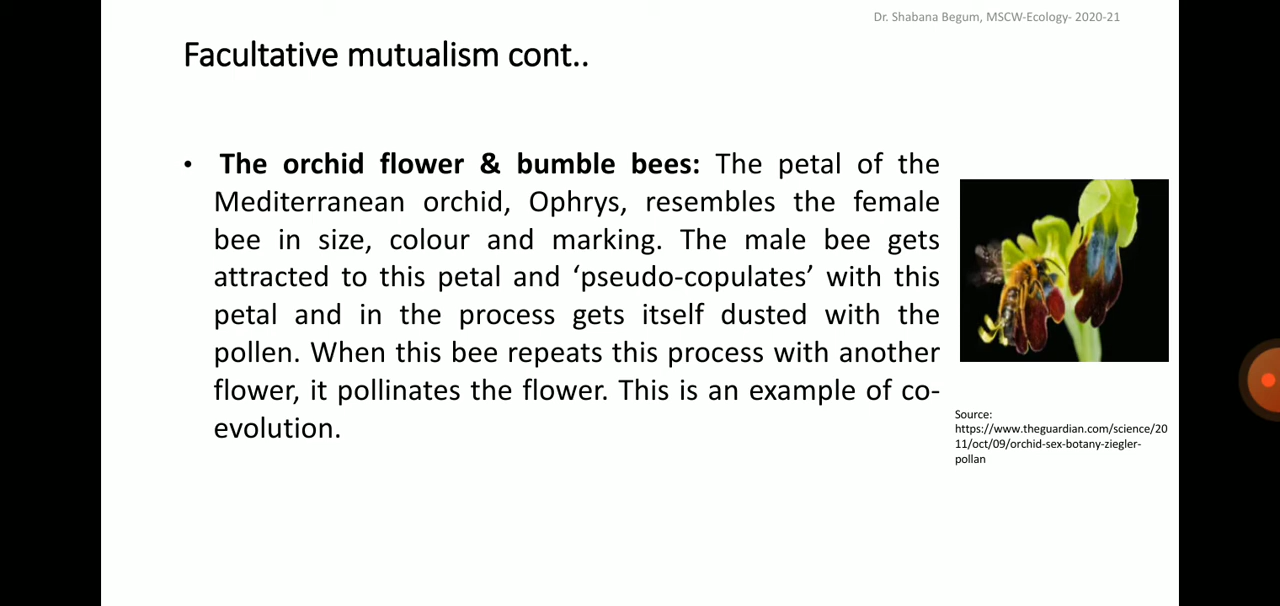 Dr. Shabana Begum, MSCW-Ecology- 2020-21
Facultative mutualism cont..
• The orchid flower & bumble bees: The petal of the
Mediterranean orchid, Ophrys, resembles the female
bee in size, colour and marking. The male bee gets
attracted to this petal and ‘pseudo-copulates’ with this
petal and in the process gets itself dusted with the
pollen. When this bee repeats this process with another
flower, it pollinates the flower. This is an example of co-
evolution.
Source:
https://www.theguardian.com/science/20
11/oct/09/orchid-sex-botany-ziegler-
pollan